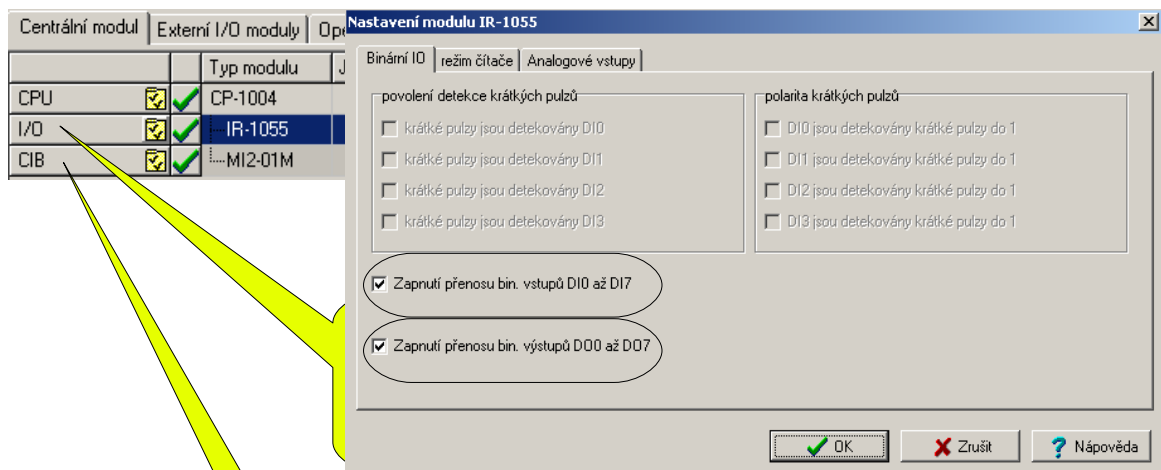 Centrální modul Externí I/O moduly
Typ modulu
CPU CP-1004
I/O IR-1055
CIB MI2-01M
Nastavení modulu IR-1055
Binární IO režim čítače Analogové vstupy
povolení detekce krátkých pulzů
krátké pulzy jsou detekovány DI0
krátké pulzy jsou detekovány DI1
krátké pulzy jsou detekovány DI2
krátké pulzy jsou detekovány DI3
polarita krátkých pulzů
DI0 jsou detekovány krátké pulzy do 1
DI1 jsou detekovány krátké pulzy do 1
DI2 jsou detekovány krátké pulzy do 1
DI3 jsou detekovány krátké pulzy do 1
Zapnutí přenosu bin. vstupů DI0 až DI7
Zapnutí přenosu bin. výstupů DO0 až DO7
OK Zrušit Nápověda